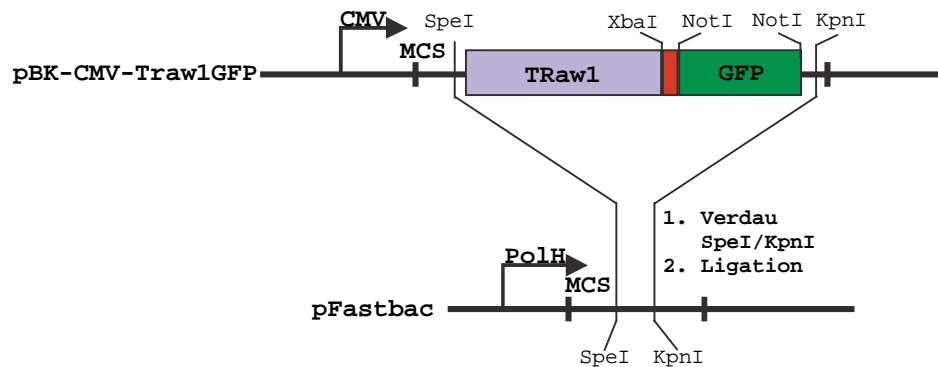 CMV SpeI XbaI NotI NotI KpnI
MCS
pBK-CMV-Traw1GFP TRaw1 GFP
1. Verdau
SpeI/KpnI
2. Ligation
PolH
MCS
pFastbac
SpeI KpnI